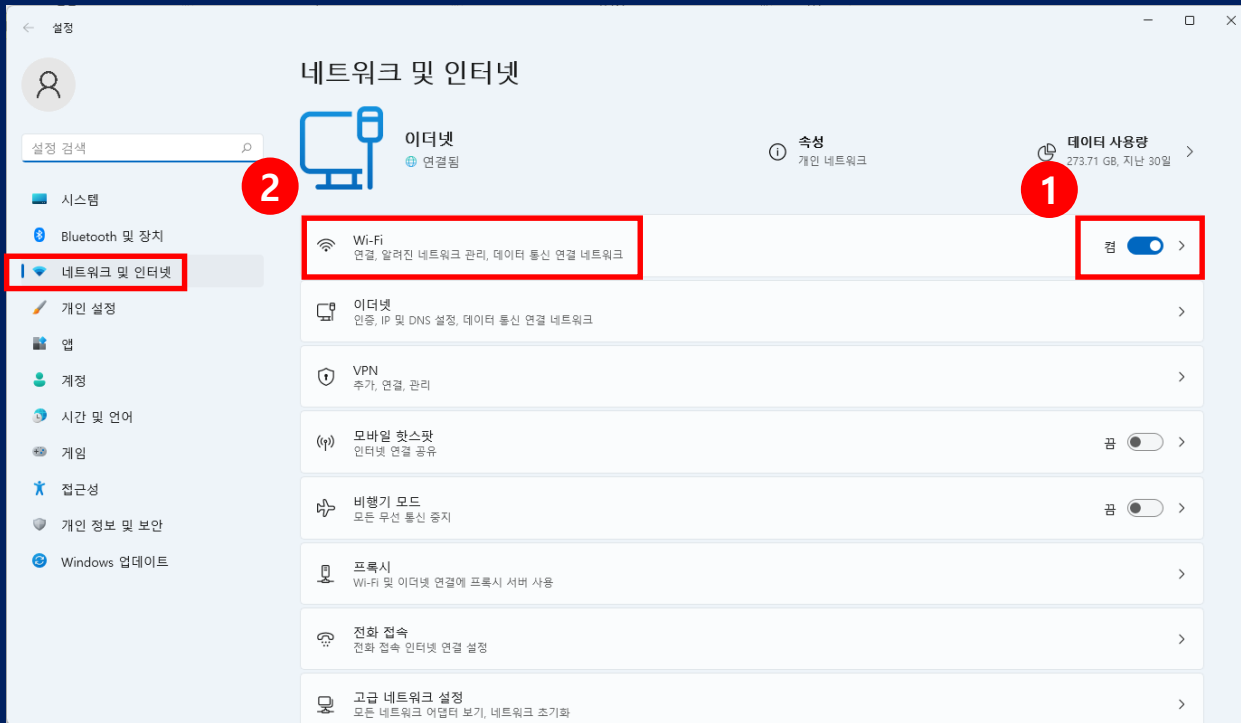 설정
네트워크 및 인터넷
이더넷
연결됨
속성
개인 네트워크
데이터 사용량
273.71 GB, 지난 30일
설정 검색
시스템
Bluetooth 및 장치
네트워크 및 인터넷
개인 설정
앱
계정
시간 및 언어
게임
접근성
개인 정보 및 보안
Windows 업데이트
1
켬
2
Wi-Fi
연결, 알려진 네트워크 관리, 데이터 통신 연결 네트워크
이더넷
인증, IP 및 DNS 설정, 데이터 통신 연결 네트워크
VPN
추가, 연결, 관리
모바일 핫스팟
인터넷 연결 공유
끔
비행기 모드
모든 무선 통신 중지
끔
프록시
Wi-Fi 및 이더넷 연결에 프록시 서버 사용
전화 접속
전화 접속 인터넷 연결 설정
고급 네트워크 설정
모든 네트워크 어댑터 보기, 네트워크 초기화